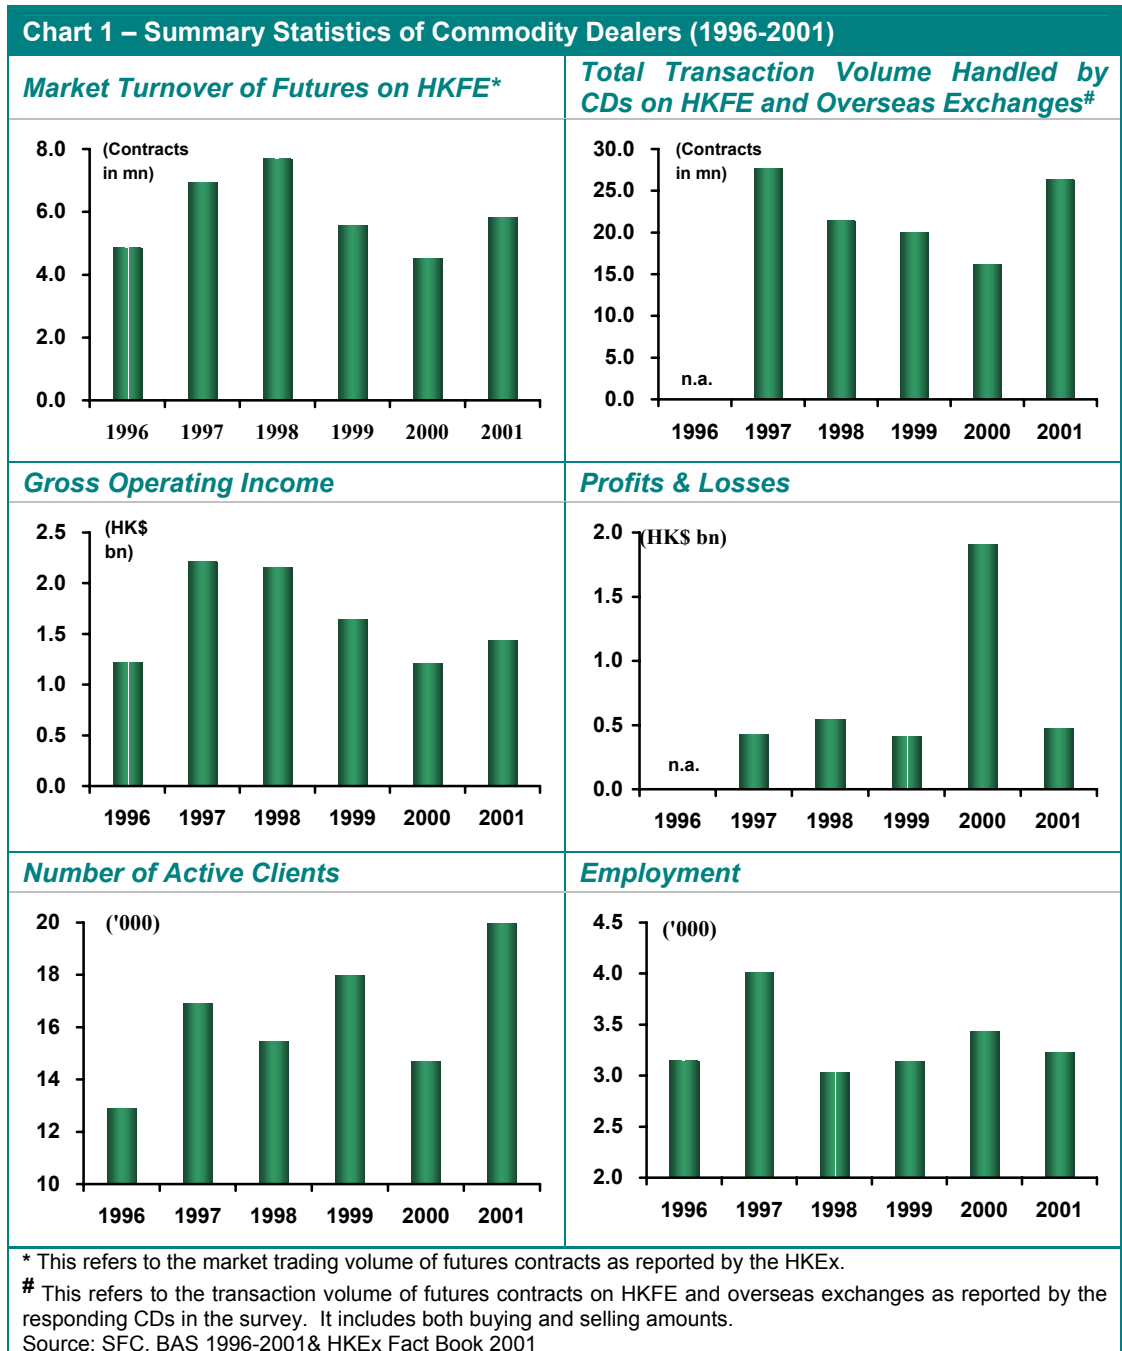 Chart 1 – Summary Statistics of Commodity Dealers (1996-2001)
Market Turnover of Futures on HKFE*
8.0
6.0
4.0
2.0
0.0
(Contracts
in mn)
1996 1997 1998 1999 2000 2001
Total Transaction Volume Handled by
CDs on HKFE and Overseas Exchanges#
30.0
25.0
20.0
15.0
10.0
5.0
0.0
(Contracts
in mn)
n.a.
1996 1997 1998 1999 2000 2001
Gross Operating Income
2.5
2.0
1.5
1.0
0.5
0.0
(HK$
bn)
1996 1997 1998 1999 2000 2001
Profits & Losses
2.0
1.5
1.0
0.5
0.0
(HK$ bn)
n.a.
1996 1997 1998 1999 2000 2001
Number of Active Clients
20
18
16
14
12
10
('000)
1996 1997 1998 1999 2000 2001
Employment
4.5
4.0
3.5
3.0
2.5
2.0
('000)
1996 1997 1998 1999 2000 2001
* This refers to the market trading volume of futures contracts as reported by the HKEx.
# This refers to the transaction volume of futures contracts on HKFE and overseas exchanges as reported by the
responding CDs in the survey. It includes both buying and selling amounts.
Source: SFC, BAS 1996-2001& HKEx Fact Book 2001